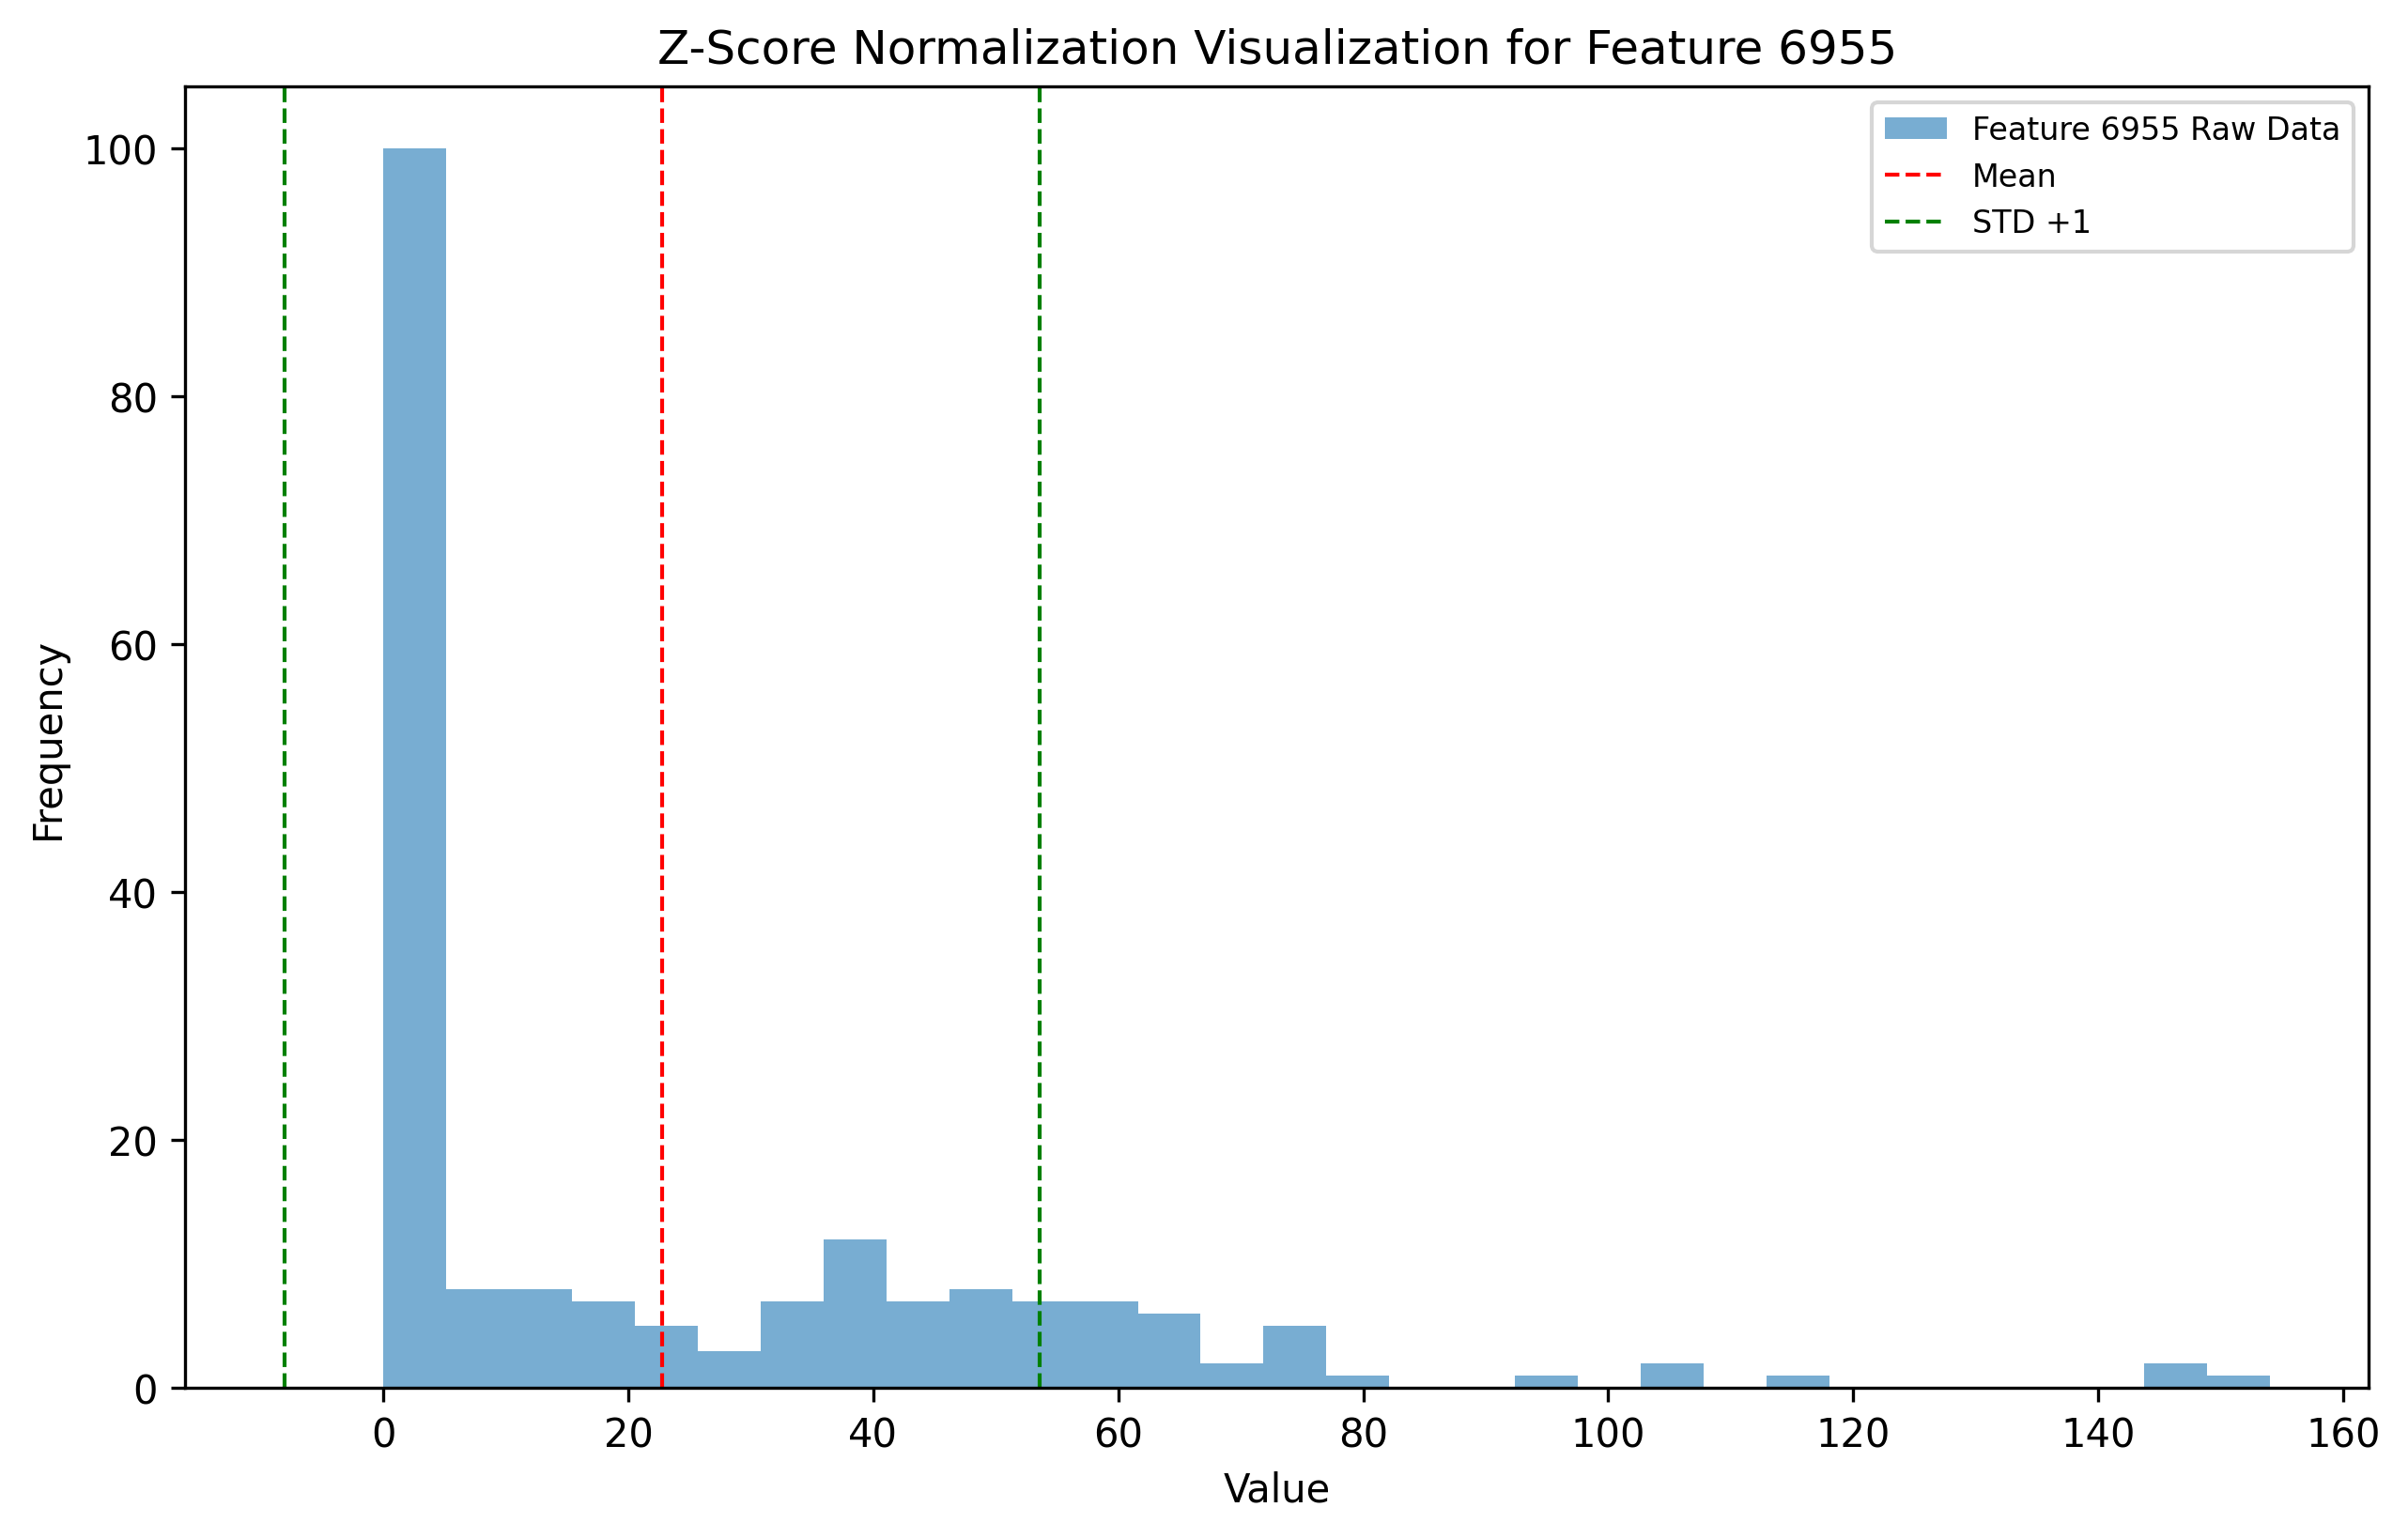 Z-Score Normalization Visualization for Feature 6955
Feature 6955 Raw Data
Mean
STD +1
100
80
60
40
20
0
Frequency
0 20 40 60 80 100 120 140 160
Value